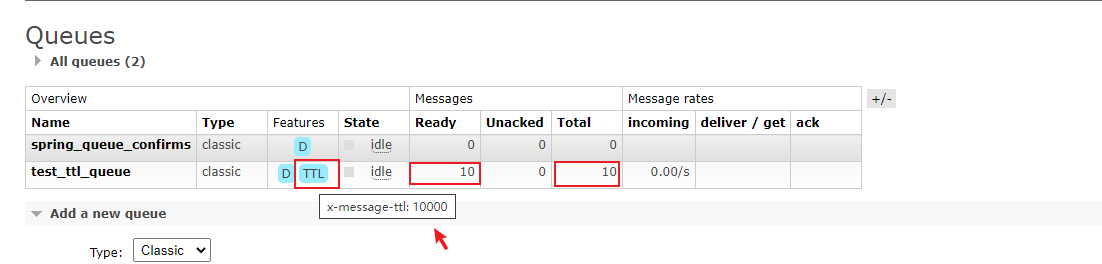 Queues
All queues (2)
Overview Messages Message rates +/-
Name Type Features State Ready Unacked Total incoming deliver / get ack
spring_queue_confirms classic D idle 0 0 0
test_ttl_queue classic D TTL idle 10 0 10 0.00/s
x-message-ttl: 10000
Add a new queue
Type: Classic